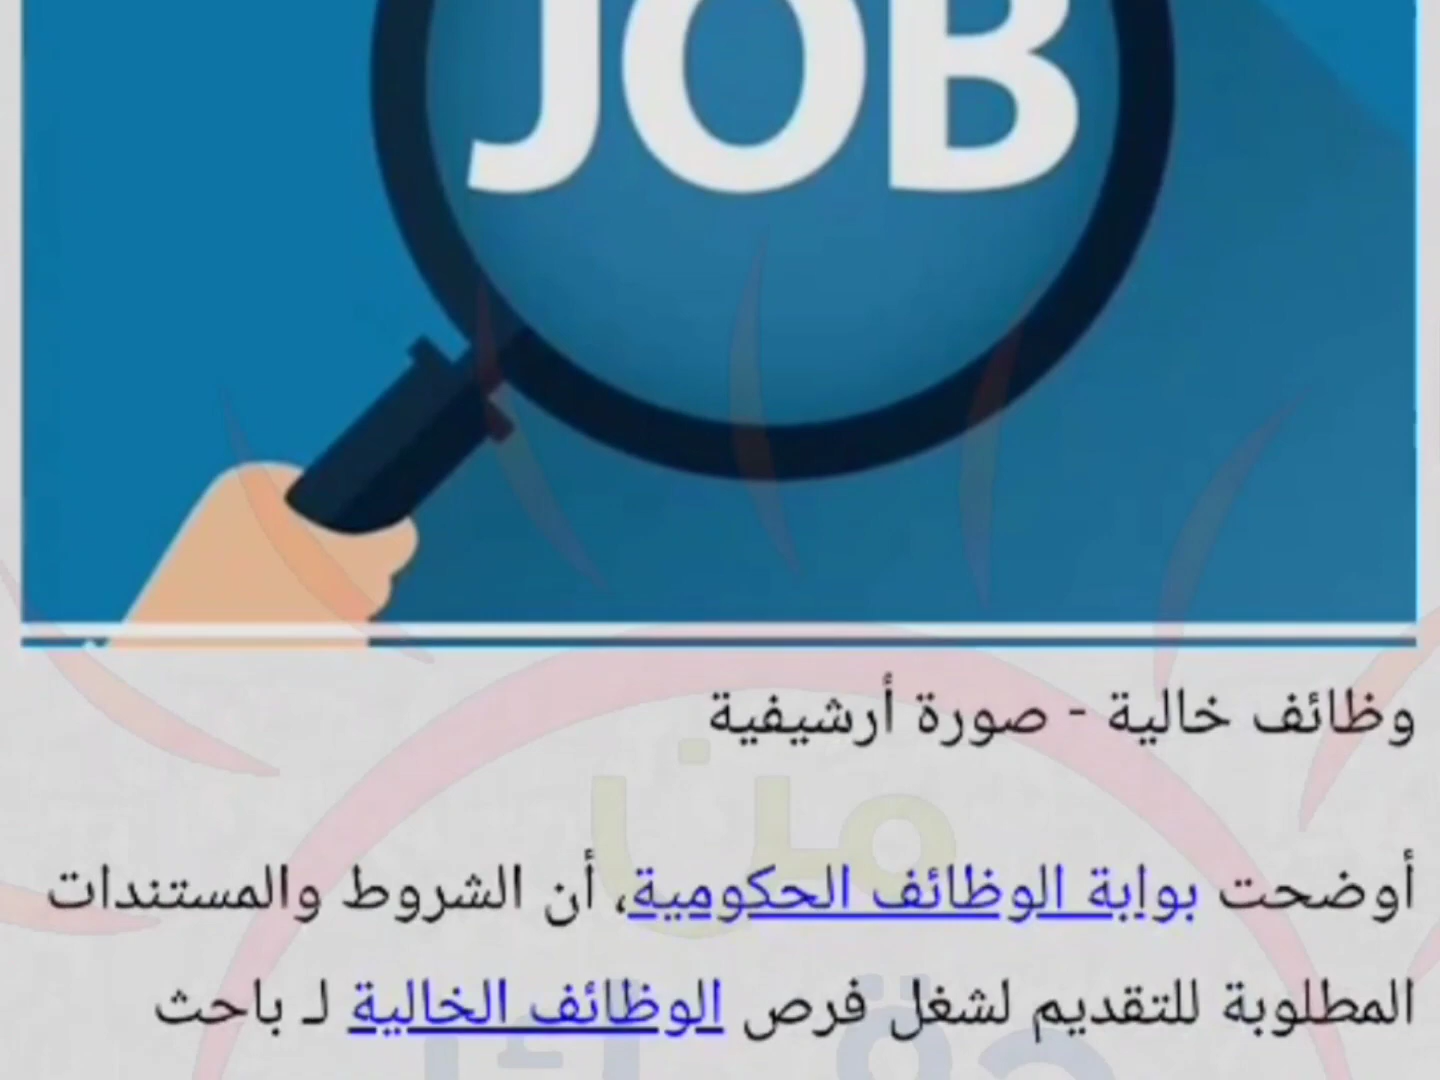 JOB
وظائف خالية - صورة أرشيفية
أوضحت بوابة الوظائف الحكومية، أن الشروط والمستندات
المطلوبة للتقديم لشغل فرص الوظائف الخالية لـ باحث
من